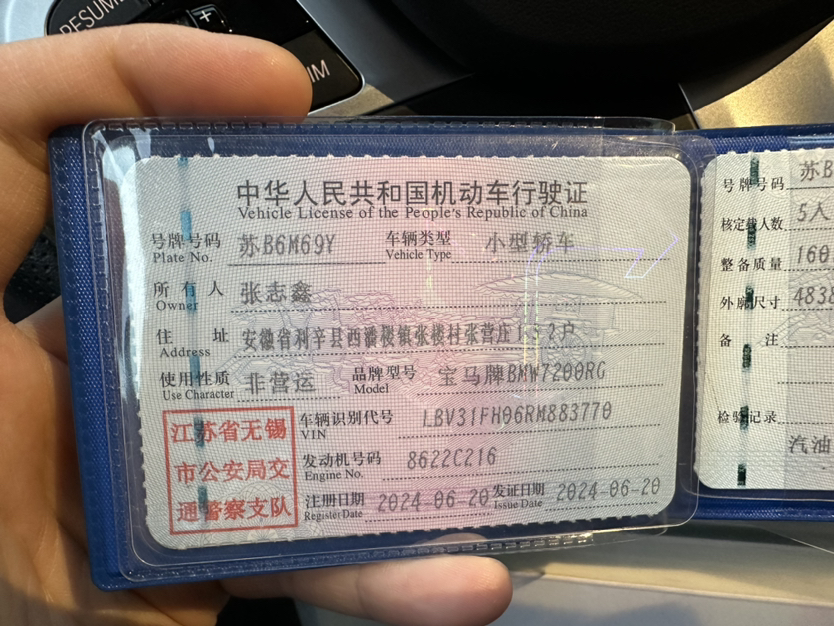 RESUM
+
IM
中华人民共和国机动车行驶证
Vehicle License of the People's Republic of China
号牌号码 苏B6M69Y 车辆类型 小型轿车
Plate No. Vehicle Type
所有人 张志鑫
Owner
住址 安徽省利辛县西潘楼镇张楼村张营庄152户
Address
使用性质 非营运 品牌型号 宝马牌BMW7200RG
Use Character Model
江苏省无锡
市公安局交
通警察支队
车辆识别代号 LBV31FH06RM883770
VIN
发动机号码 8622C216
Engine No.
注册日期 2024-06-20 发证日期 2024-06-20
Register Date Issue Date
号牌号码 苏B
核定载人数 5人
整备质量 160
外廓尺寸 483
备注
检验记录
汽油